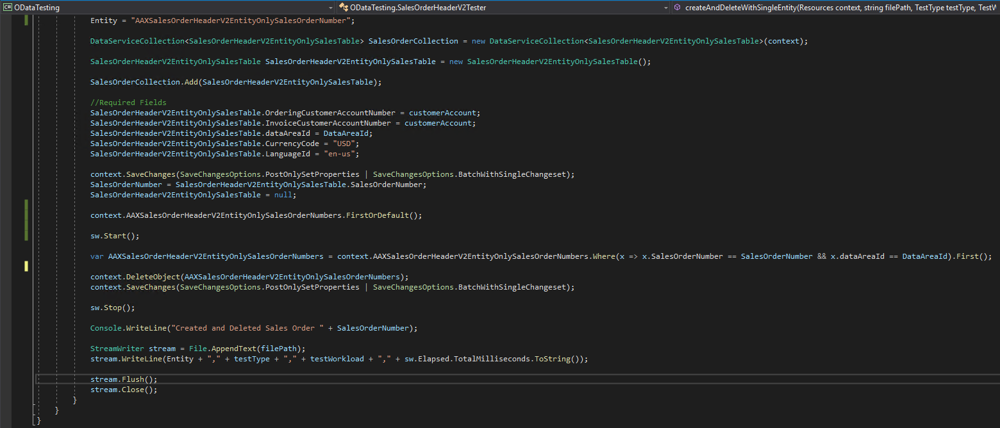 C# ODataTesting ODataTesting.SalesOrderHeaderV2Tester createAndDeleteWithSingleEntity(Resources context, string filePath, TestType testType, TestW
Entity = "AAXSalesOrderHeaderV2EntityOnlySalesOrderNumber";
DataServiceCollection<SalesOrderHeaderV2EntityOnlySalesTable> SalesOrderCollection = new DataServiceCollection<SalesOrderHeaderV2EntityOnlySalesTable>(context);
SalesOrderHeaderV2EntityOnlySalesTable SalesOrderHeaderV2EntityOnlySalesTable = new SalesOrderHeaderV2EntityOnlySalesTable();
SalesOrderCollection.Add(SalesOrderHeaderV2EntityOnlySalesTable);
//Required Fields
SalesOrderHeaderV2EntityOnlySalesTable.OrderingCustomerAccountNumber = customerAccount;
SalesOrderHeaderV2EntityOnlySalesTable.InvoiceCustomerAccountNumber = customerAccount;
SalesOrderHeaderV2EntityOnlySalesTable.dataAreaId = DataAreaId;
SalesOrderHeaderV2EntityOnlySalesTable.CurrencyCode = "USD";
SalesOrderHeaderV2EntityOnlySalesTable.LanguageId = "en-us";
context.SaveChanges(SaveChangesOptions.PostOnlySetProperties | SaveChangesOptions.BatchWithSingleChangeset);
SalesOrderNumber = SalesOrderHeaderV2EntityOnlySalesTable.SalesOrderNumber;
SalesOrderHeaderV2EntityOnlySalesTable = null;
context.AAXSalesOrderHeaderV2EntityOnlySalesOrderNumbers.FirstOrDefault();
sw.Start();
var AAXSalesOrderHeaderV2EntityOnlySalesOrderNumbers = context.AAXSalesOrderHeaderV2EntityOnlySalesOrderNumbers.Where(x => x.SalesOrderNumber == SalesOrderNumber && x.dataAreaId == DataAreaId).First();
context.DeleteObject(AAXSalesOrderHeaderV2EntityOnlySalesOrderNumbers);
context.SaveChanges(SaveChangesOptions.PostOnlySetProperties | SaveChangesOptions.BatchWithSingleChangeset);
sw.Stop();
Console.WriteLine("Created and Deleted Sales Order " + SalesOrderNumber);
StreamWriter stream = File.AppendText(filePath);
stream.WriteLine(Entity + "," + testType + "," + testWorkload + "," + sw.Elapsed.TotalMilliseconds.ToString());
stream.Flush();
stream.Close();
}
}
}